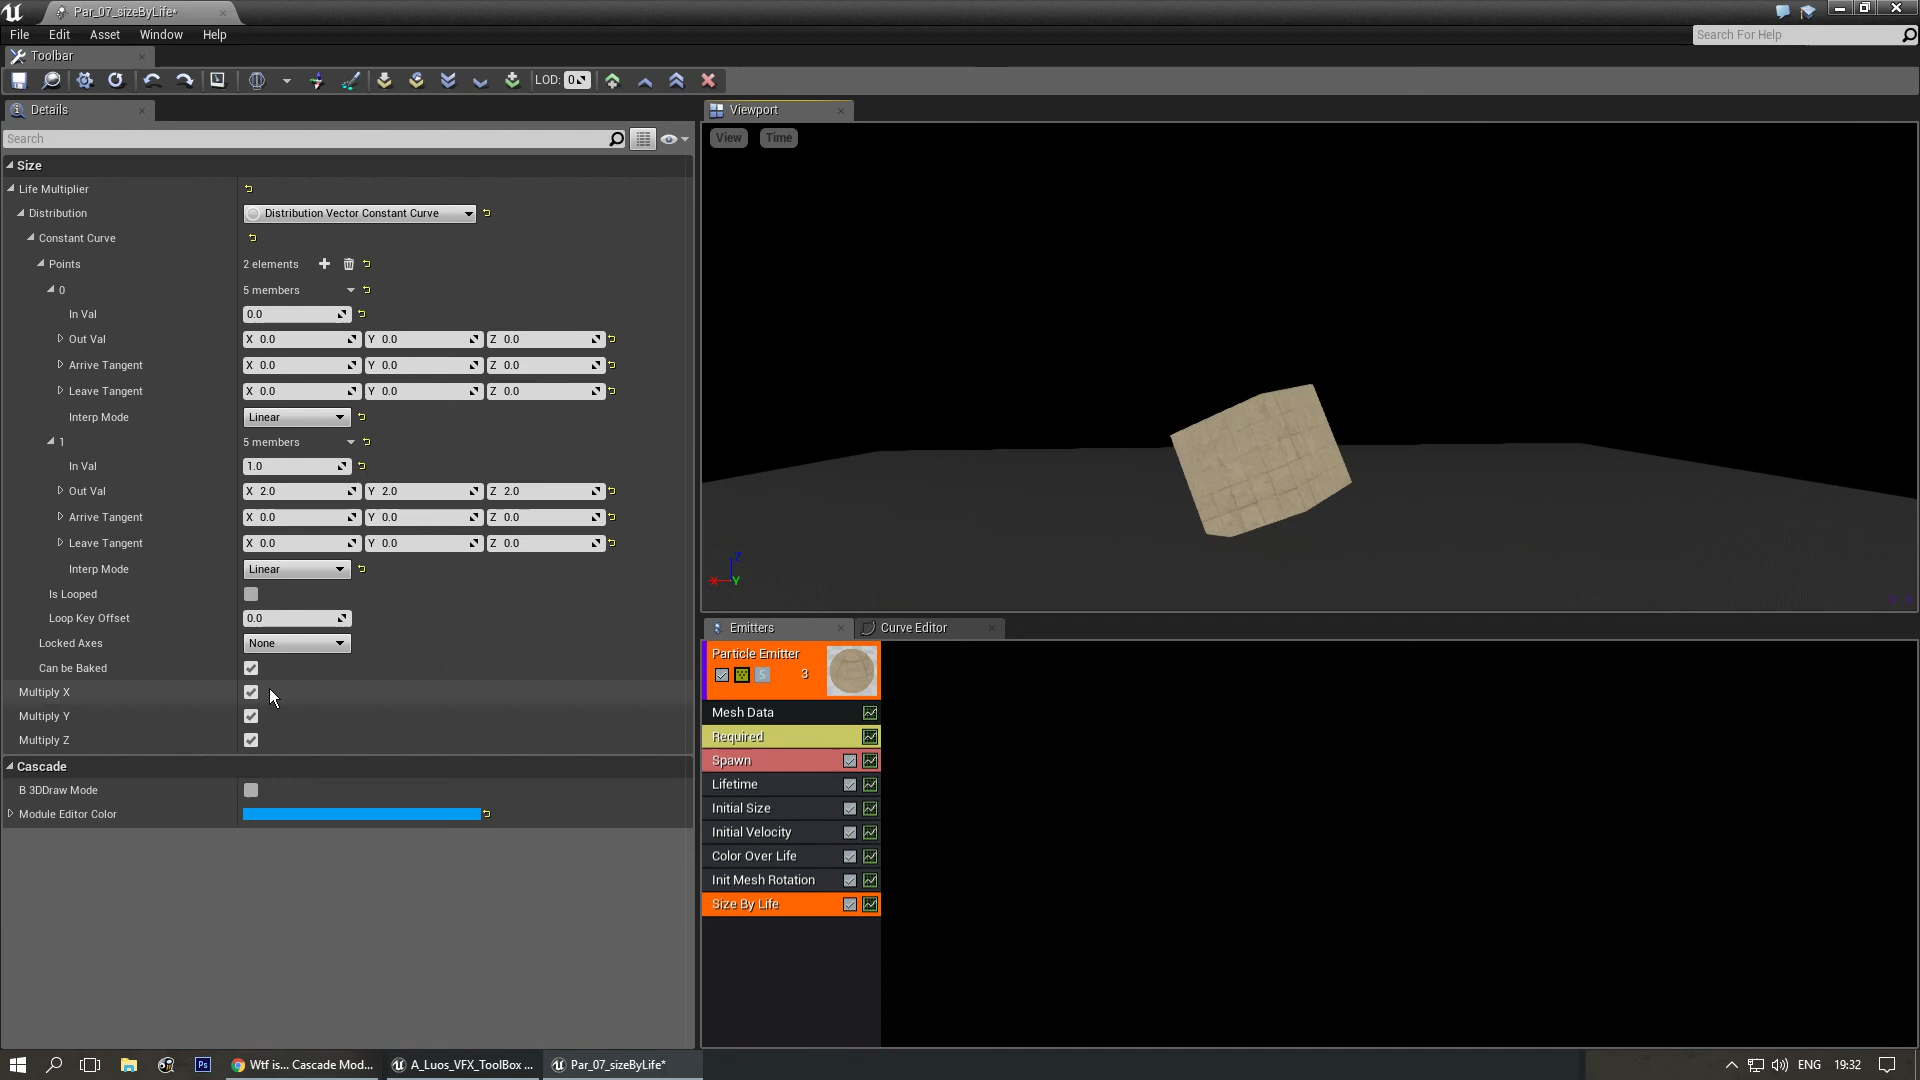 Par_07_sizeByLife*
File Edit Asset Window Help
Search For Help
Toolbar
LOD: 0
Details
Viewport
Search
View Time
Size
Life Multiplier
Distribution Distribution Vector Constant Curve
Constant Curve
Points 2 elements
0 5 members
In Val 0.0
Out Val X 0.0 Y 0.0 Z 0.0
Arrive Tangent X 0.0 Y 0.0 Z 0.0
Leave Tangent X 0.0 Y 0.0 Z 0.0
Interp Mode Linear
1 5 members
In Val 1.0
Out Val X 2.0 Y 2.0 Z 2.0
Arrive Tangent X 0.0 Y 0.0 Z 0.0
Leave Tangent X 0.0 Y 0.0 Z 0.0
Interp Mode Linear
Is Looped
Loop Key Offset 0.0
Locked Axes None
Can be Baked
Multiply X
Multiply Y
Multiply Z
Cascade
B 3DDraw Mode
Module Editor Color
Z
X Y
Emitters Curve Editor
Particle Emitter
S 3
Mesh Data
Required
Spawn
Lifetime
Initial Size
Initial Velocity
Color Over Life
Init Mesh Rotation
Size By Life
Ps Wtf is... Cascade Mod... A_Luos_VFX_ToolBox ... Par_07_sizeByLife* ENG 19:32